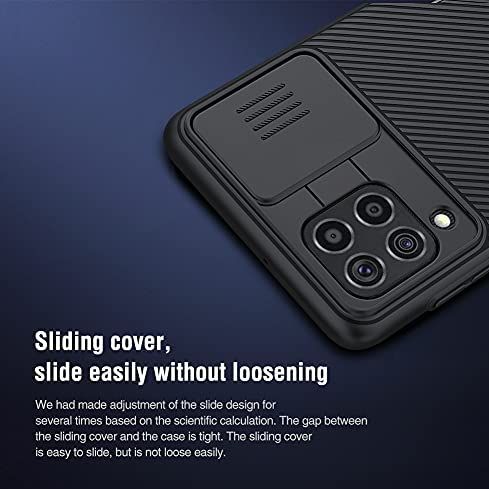 Sliding cover,
slide easily without loosening
We had made adjustment of the slide design for
several times based on the scientific calculation. The gap between
the sliding cover and the case is tight. The sliding cover
is easy to slide, but is not loose easily.